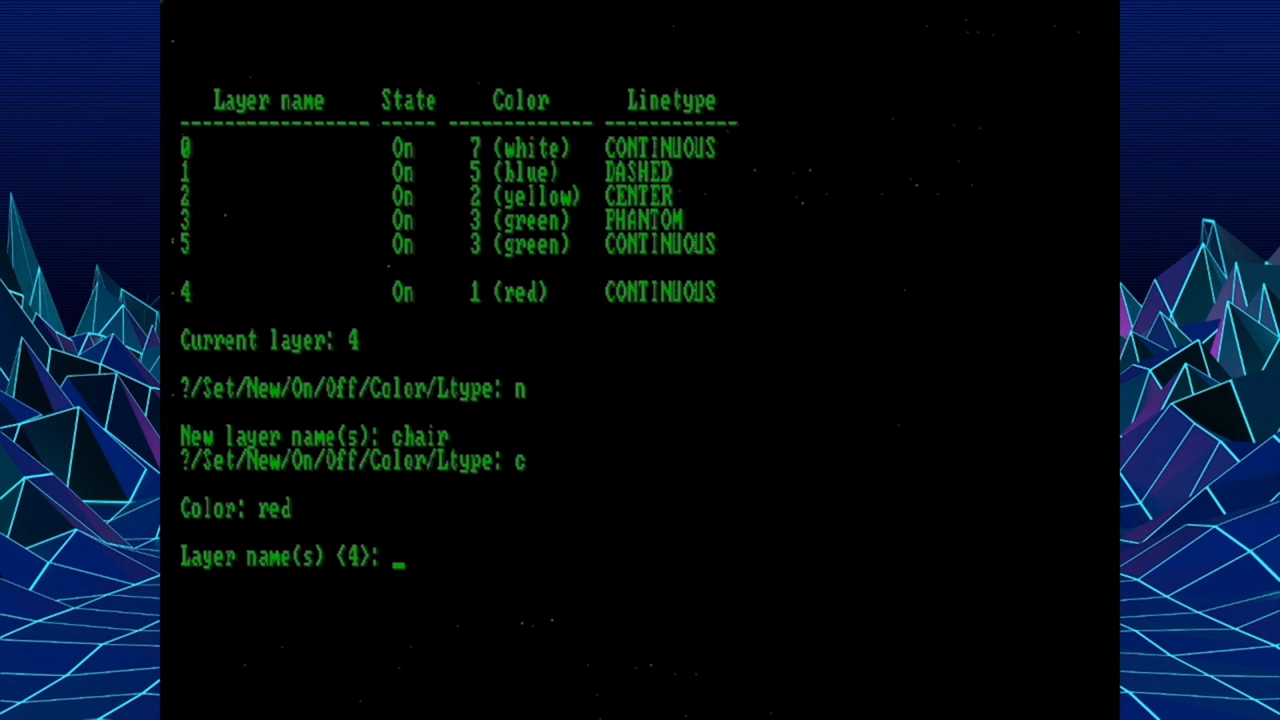 Layer name State Color Linetype
---------------- ----- ------------- ------------
0 On 7 (white) CONTINUOUS
1 On 5 (blue) DASHED
2 On 2 (yellow) CENTER
3 On 3 (green) PHANTOM
5 On 3 (green) CONTINUOUS
4 On 1 (red) CONTINUOUS
Current layer: 4
?/Set/New/On/Off/Color/Ltype: n
New layer name(s): chair
?/Set/New/On/Off/Color/Ltype: c
Color: red
Layer name(s) <4>: _